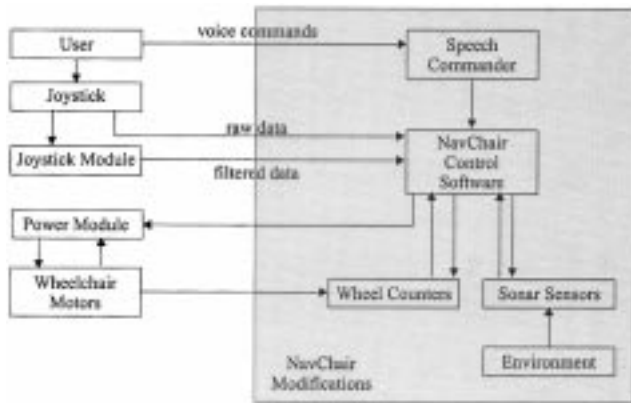 User
voice commands
Speech
Commander
Joystick
raw data
NavChair
Control
Software
Joystick Module
filtered data
Power Module
Wheelchair
Motors
Wheel Counters
Sonar Sensors
Environment
NavChair
Modifications